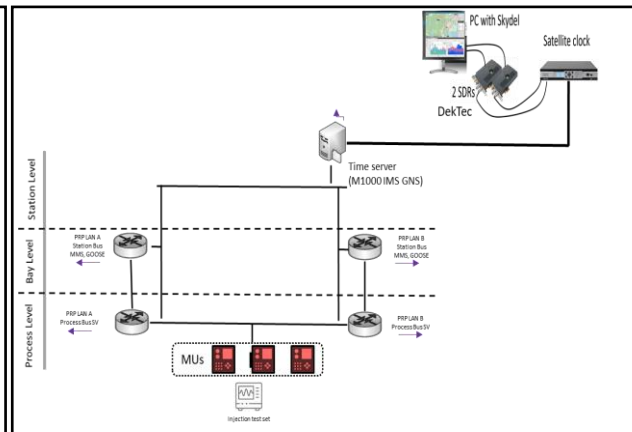 PC with Skydel
Satellite clock
2 SDRs
DekTec
Time server
(M1000 IMS GNS)
Station Level
Bay Level
Process Level
PRP LAN A
Station Bus
MMS, GOOSE
PRP LAN B
Station Bus
MMS, GOOSE
PRP LAN A
Process Bus SV
PRP LAN B
Process Bus SV
MUs
Injection test set